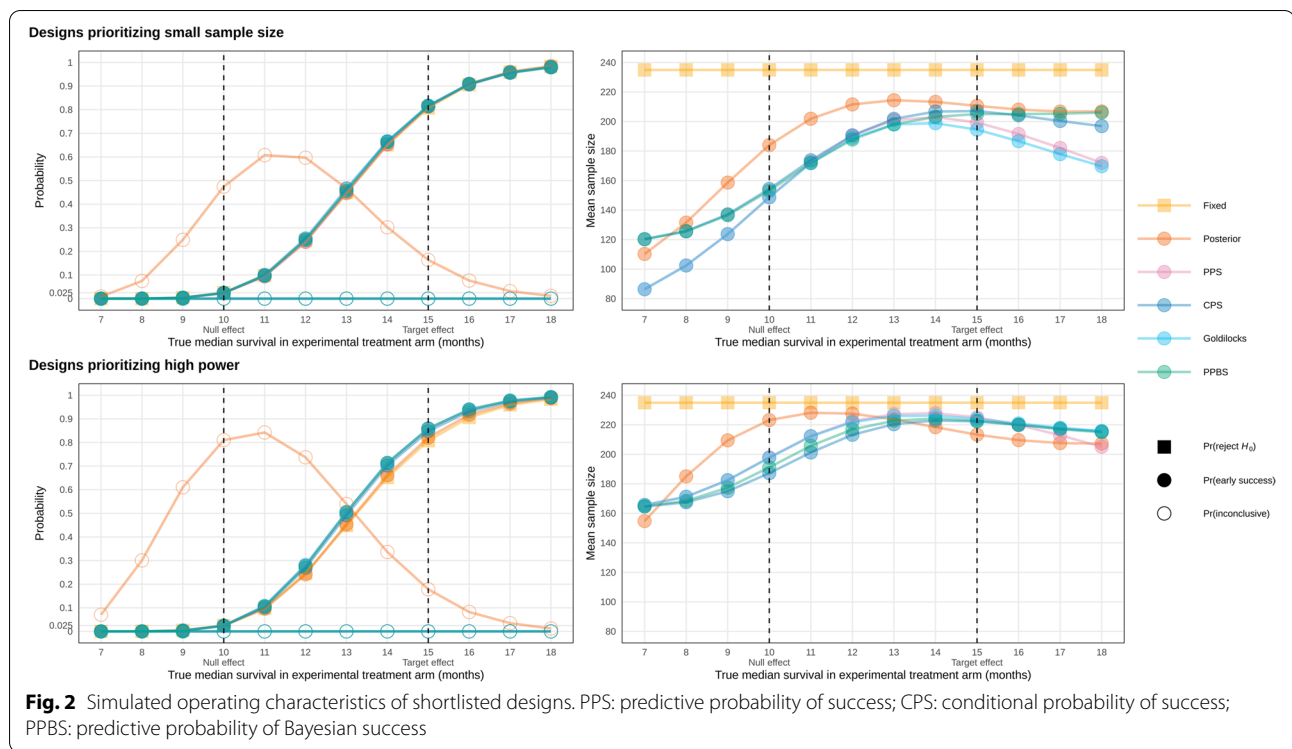 Designs prioritizing small sample size
1
0.9
0.8
0.7
0.6
0.5
0.4
0.3
0.2
0.1
0.025
0
Probability
7 8 9 10 11 12 13 14 15 16 17 18
Null effect Target effect
True median survival in experimental treatment arm (months)
240
220
200
180
160
140
120
100
80
Mean sample size
7 8 9 10 11 12 13 14 15 16 17 18
Null effect Target effect
True median survival in experimental treatment arm (months)
Designs prioritizing high power
1
0.9
0.8
0.7
0.6
0.5
0.4
0.3
0.2
0.1
0.025
0
Probability
7 8 9 10 11 12 13 14 15 16 17 18
Null effect Target effect
True median survival in experimental treatment arm (months)
240
220
200
180
160
140
120
100
80
Mean sample size
7 8 9 10 11 12 13 14 15 16 17 18
Null effect Target effect
True median survival in experimental treatment arm (months)
Fixed
Posterior
PPS
CPS
Goldilocks
PPBS
Pr(reject H₀)
Pr(early success)
Pr(inconclusive)
Fig. 2 Simulated operating characteristics of shortlisted designs. PPS: predictive probability of success; CPS: conditional probability of success;
PPBS: predictive probability of Bayesian success